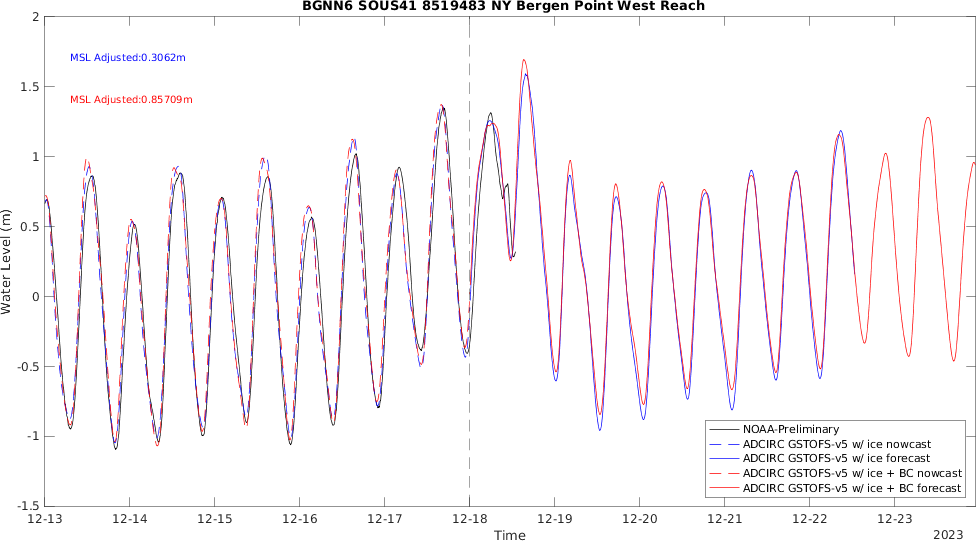 BGNN6 SOUS41 8519483 NY Bergen Point West Reach
MSL Adjusted:0.3062m
MSL Adjusted:0.85709m
Water Level (m)
2
1.5
1
0.5
0
-0.5
-1
-1.5
NOAA-Preliminary
ADCIRC GSTOFS-v5 w/ ice nowcast
ADCIRC GSTOFS-v5 w/ ice forecast
ADCIRC GSTOFS-v5 w/ ice + BC nowcast
ADCIRC GSTOFS-v5 w/ ice + BC forecast
12-13 12-14 12-15 12-16 12-17 12-18 12-19 12-20 12-21 12-22 12-23
Time
2023